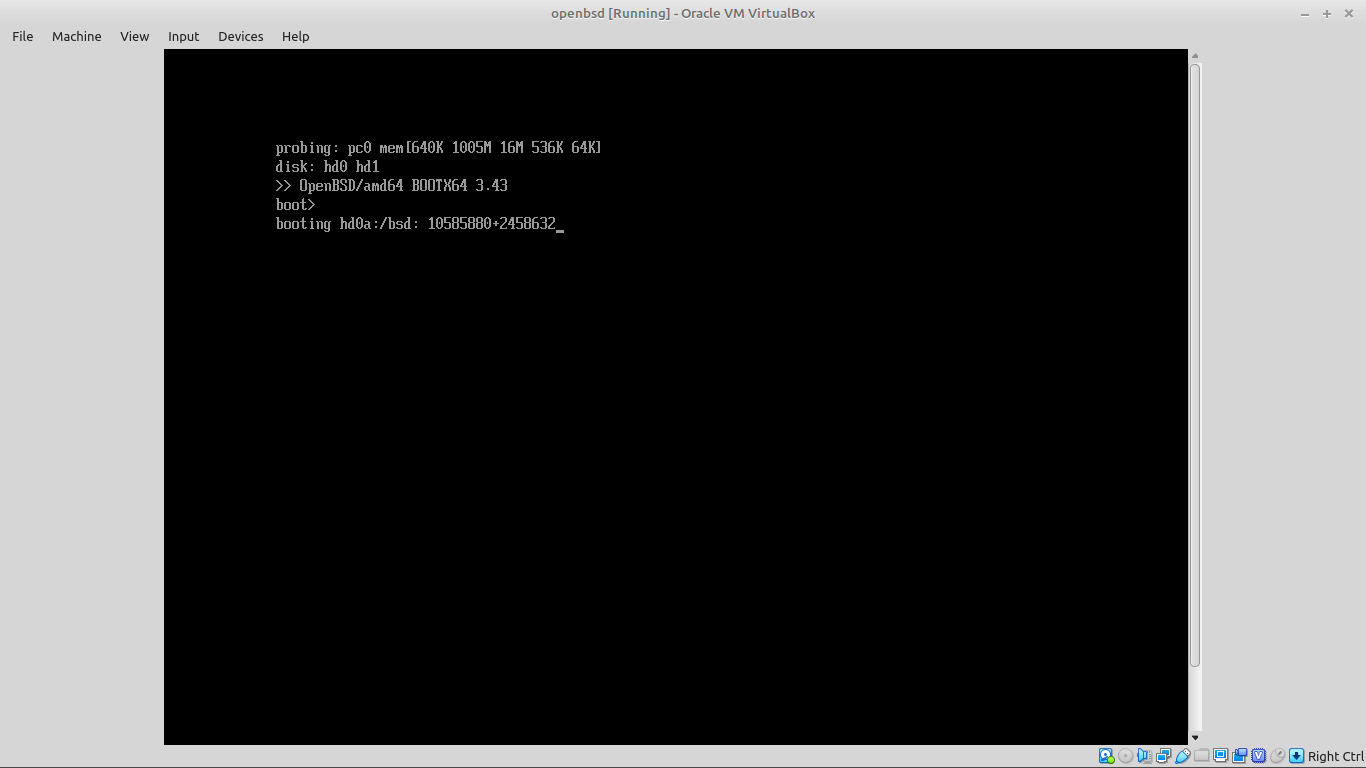 openbsd [Running] - Oracle VM VirtualBox
File Machine View Input Devices Help
probing: pc0 mem[640K 1005M 16M 536K 64K]
disk: hd0 hd1
>> OpenBSD/amd64 BOOTX64 3.43
boot>
booting hd0a:/bsd: 10585880+2458632_
Right Ctrl